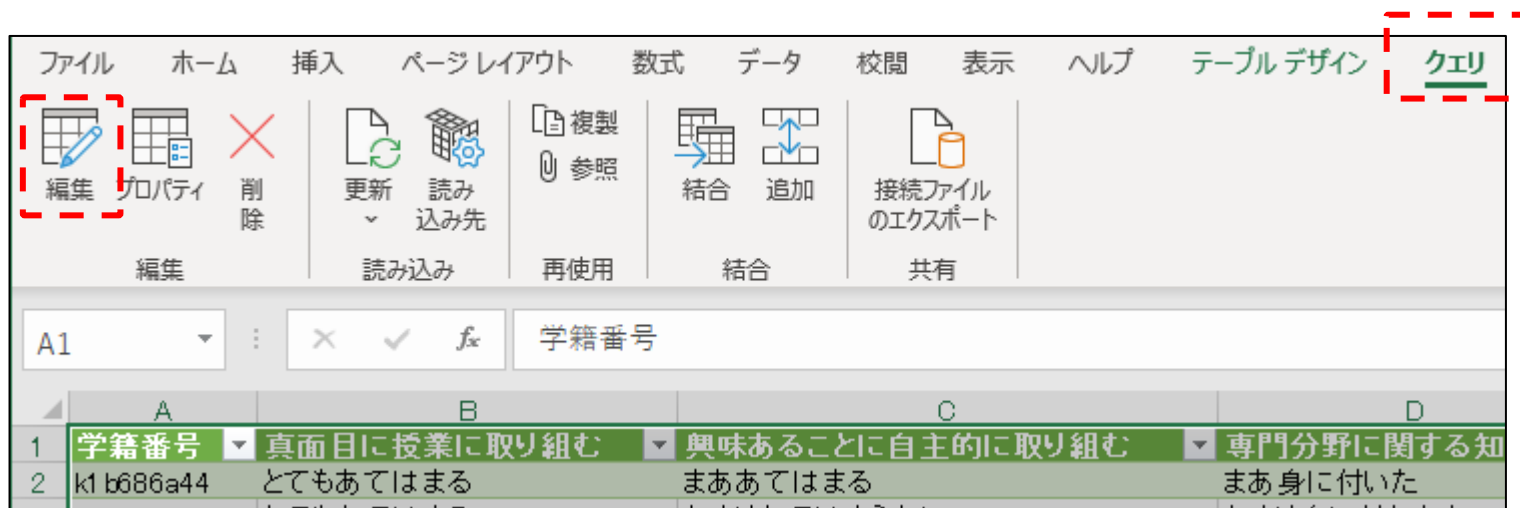 ファイル ホーム 挿入 ページ レイアウト 数式 データ 校閲 表示 ヘルプ テーブル デザイン クエリ
編集 プロパティ 削除 更新 読み込み先 複製 参照 結合 追加 接続ファイルのエクスポート
編集 読み込み 再使用 結合 共有
A1 fx 学籍番号
A B C D
1 学籍番号 真面目に授業に取り組む 興味あることに自主的に取り組む 専門分野に関する知
2 k1b686a44 とてもあてはまる まああてはまる まあ身に付いた